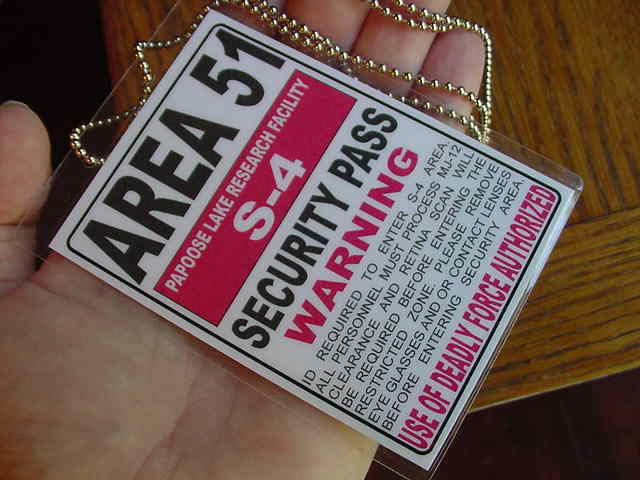 AREA 51
PAPOOSE LAKE RESEARCH FACILITY
S-4
SECURITY PASS
WARNING
ID REQUIRED TO ENTER S-4 AREA,
ALL PERSONNEL MUST PROCESS MJ-12
CLEARANCE AND RETINA SCAN WILL
BE REQUIRED BEFORE ENTERING THE
RESTRICTED ZONE. PLEASE REMOVE
EYE GLASSES AND/OR CONTACT LENSES
BEFORE ENTERING SECURITY AREA.
USE OF DEADLY FORCE AUTHORIZED